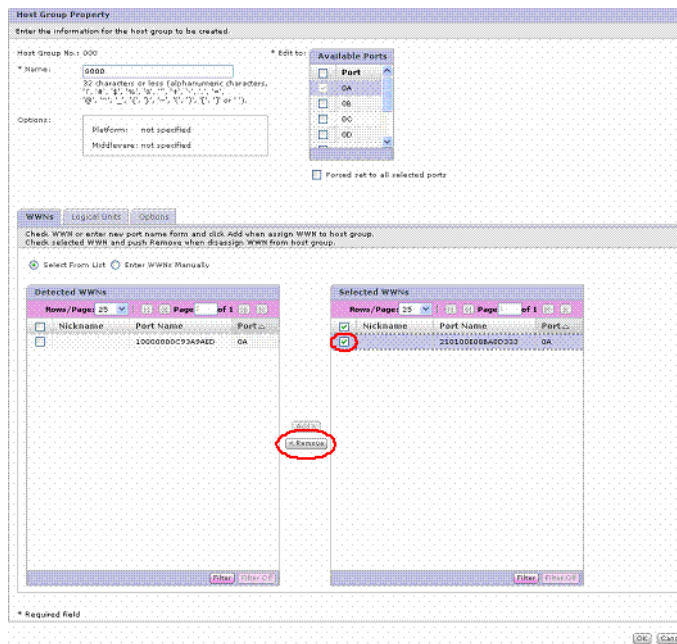 Host Group Property
Enter the information for the host group to be created.
Host Group No.: 000
* Name: G000
32 characters or less (alphanumeric characters,
Options:
Platform: not specified
Middleware: not specified
* Edit to:
Available Ports
Port
0A
0B
0C
0D
Forced set to all selected ports
WWNs Logical Units Options
Check WWN or enter new port name form and click Add when assign WWN to host group.
Check selected WWN and push Remove when disassign WWN from host group.
Select From List Enter WWNs Manually
Detected WWNs
Rows/Page: 25 Page of 1
Nickname Port Name Port
10000000C93A9AED 0A
Add >
< Remove
Selected WWNs
Rows/Page: 25 Page of 1
Nickname Port Name Port
0A
Filter Filter Off
Filter Filter Off
* Required field
OK